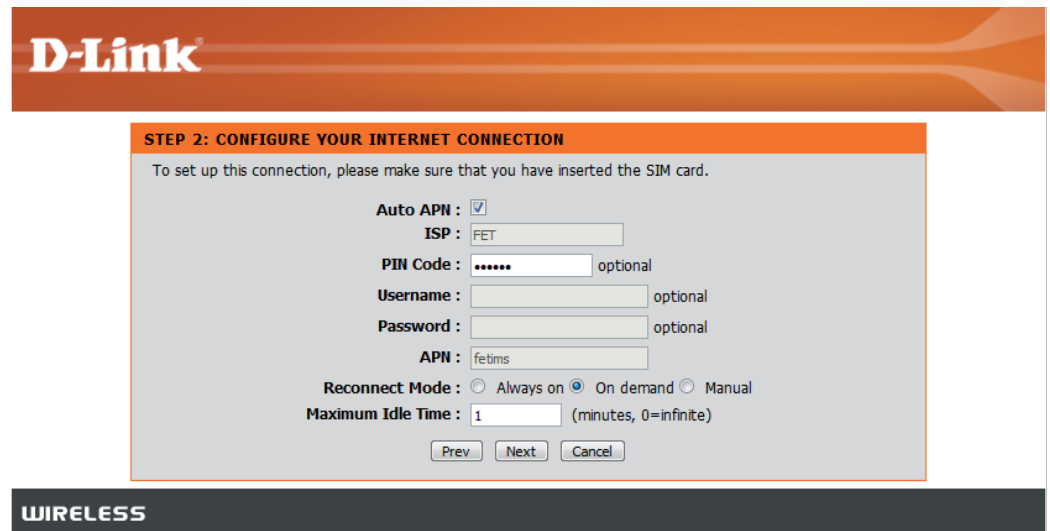 D-Link®
STEP 2: CONFIGURE YOUR INTERNET CONNECTION
To set up this connection, please make sure that you have inserted the SIM card.
Auto APN :
ISP : FET
PIN Code : •••••• optional
Username : optional
Password : optional
APN : fetims
Reconnect Mode : Always on On demand Manual
Maximum Idle Time : 1 (minutes, 0=infinite)
Prev Next Cancel
WIRELESS